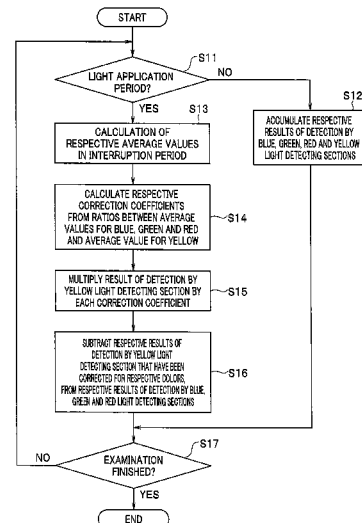 START
S11
LIGHT APPLICATION
PERIOD?
NO
YES
S12
ACCUMULATE RESPECTIVE
RESULTS OF DETECTION BY
BLUE, GREEN, RED AND YELLOW
LIGHT DETECTING SECTIONS
S13
CALCULATION OF
RESPECTIVE AVERAGE VALUES
IN INTERRUPTION PERIOD
S14
CALCULATE RESPECTIVE
CORRECTION COEFFICIENTS
FROM RATIOS BETWEEN AVERAGE
VALUES FOR BLUE, GREEN AND RED
AND AVERAGE VALUE FOR YELLOW
S15
MULTIPLY RESULT OF DETECTION BY
YELLOW LIGHT DETECTING SECTION BY
EACH CORRECTION COEFFICIENT
S16
SUBTRACT RESPECTIVE RESULTS OF
DETECTION BY YELLOW LIGHT
DETECTING SECTION THAT HAVE BEEN
CORRECTED FOR RESPECTIVE COLORS,
FROM RESPECTIVE RESULTS OF DETECTION BY BLUE,
GREEN AND RED LIGHT DETECTING SECTIONS
S17
NO
EXAMINATION
FINISHED?
YES
END